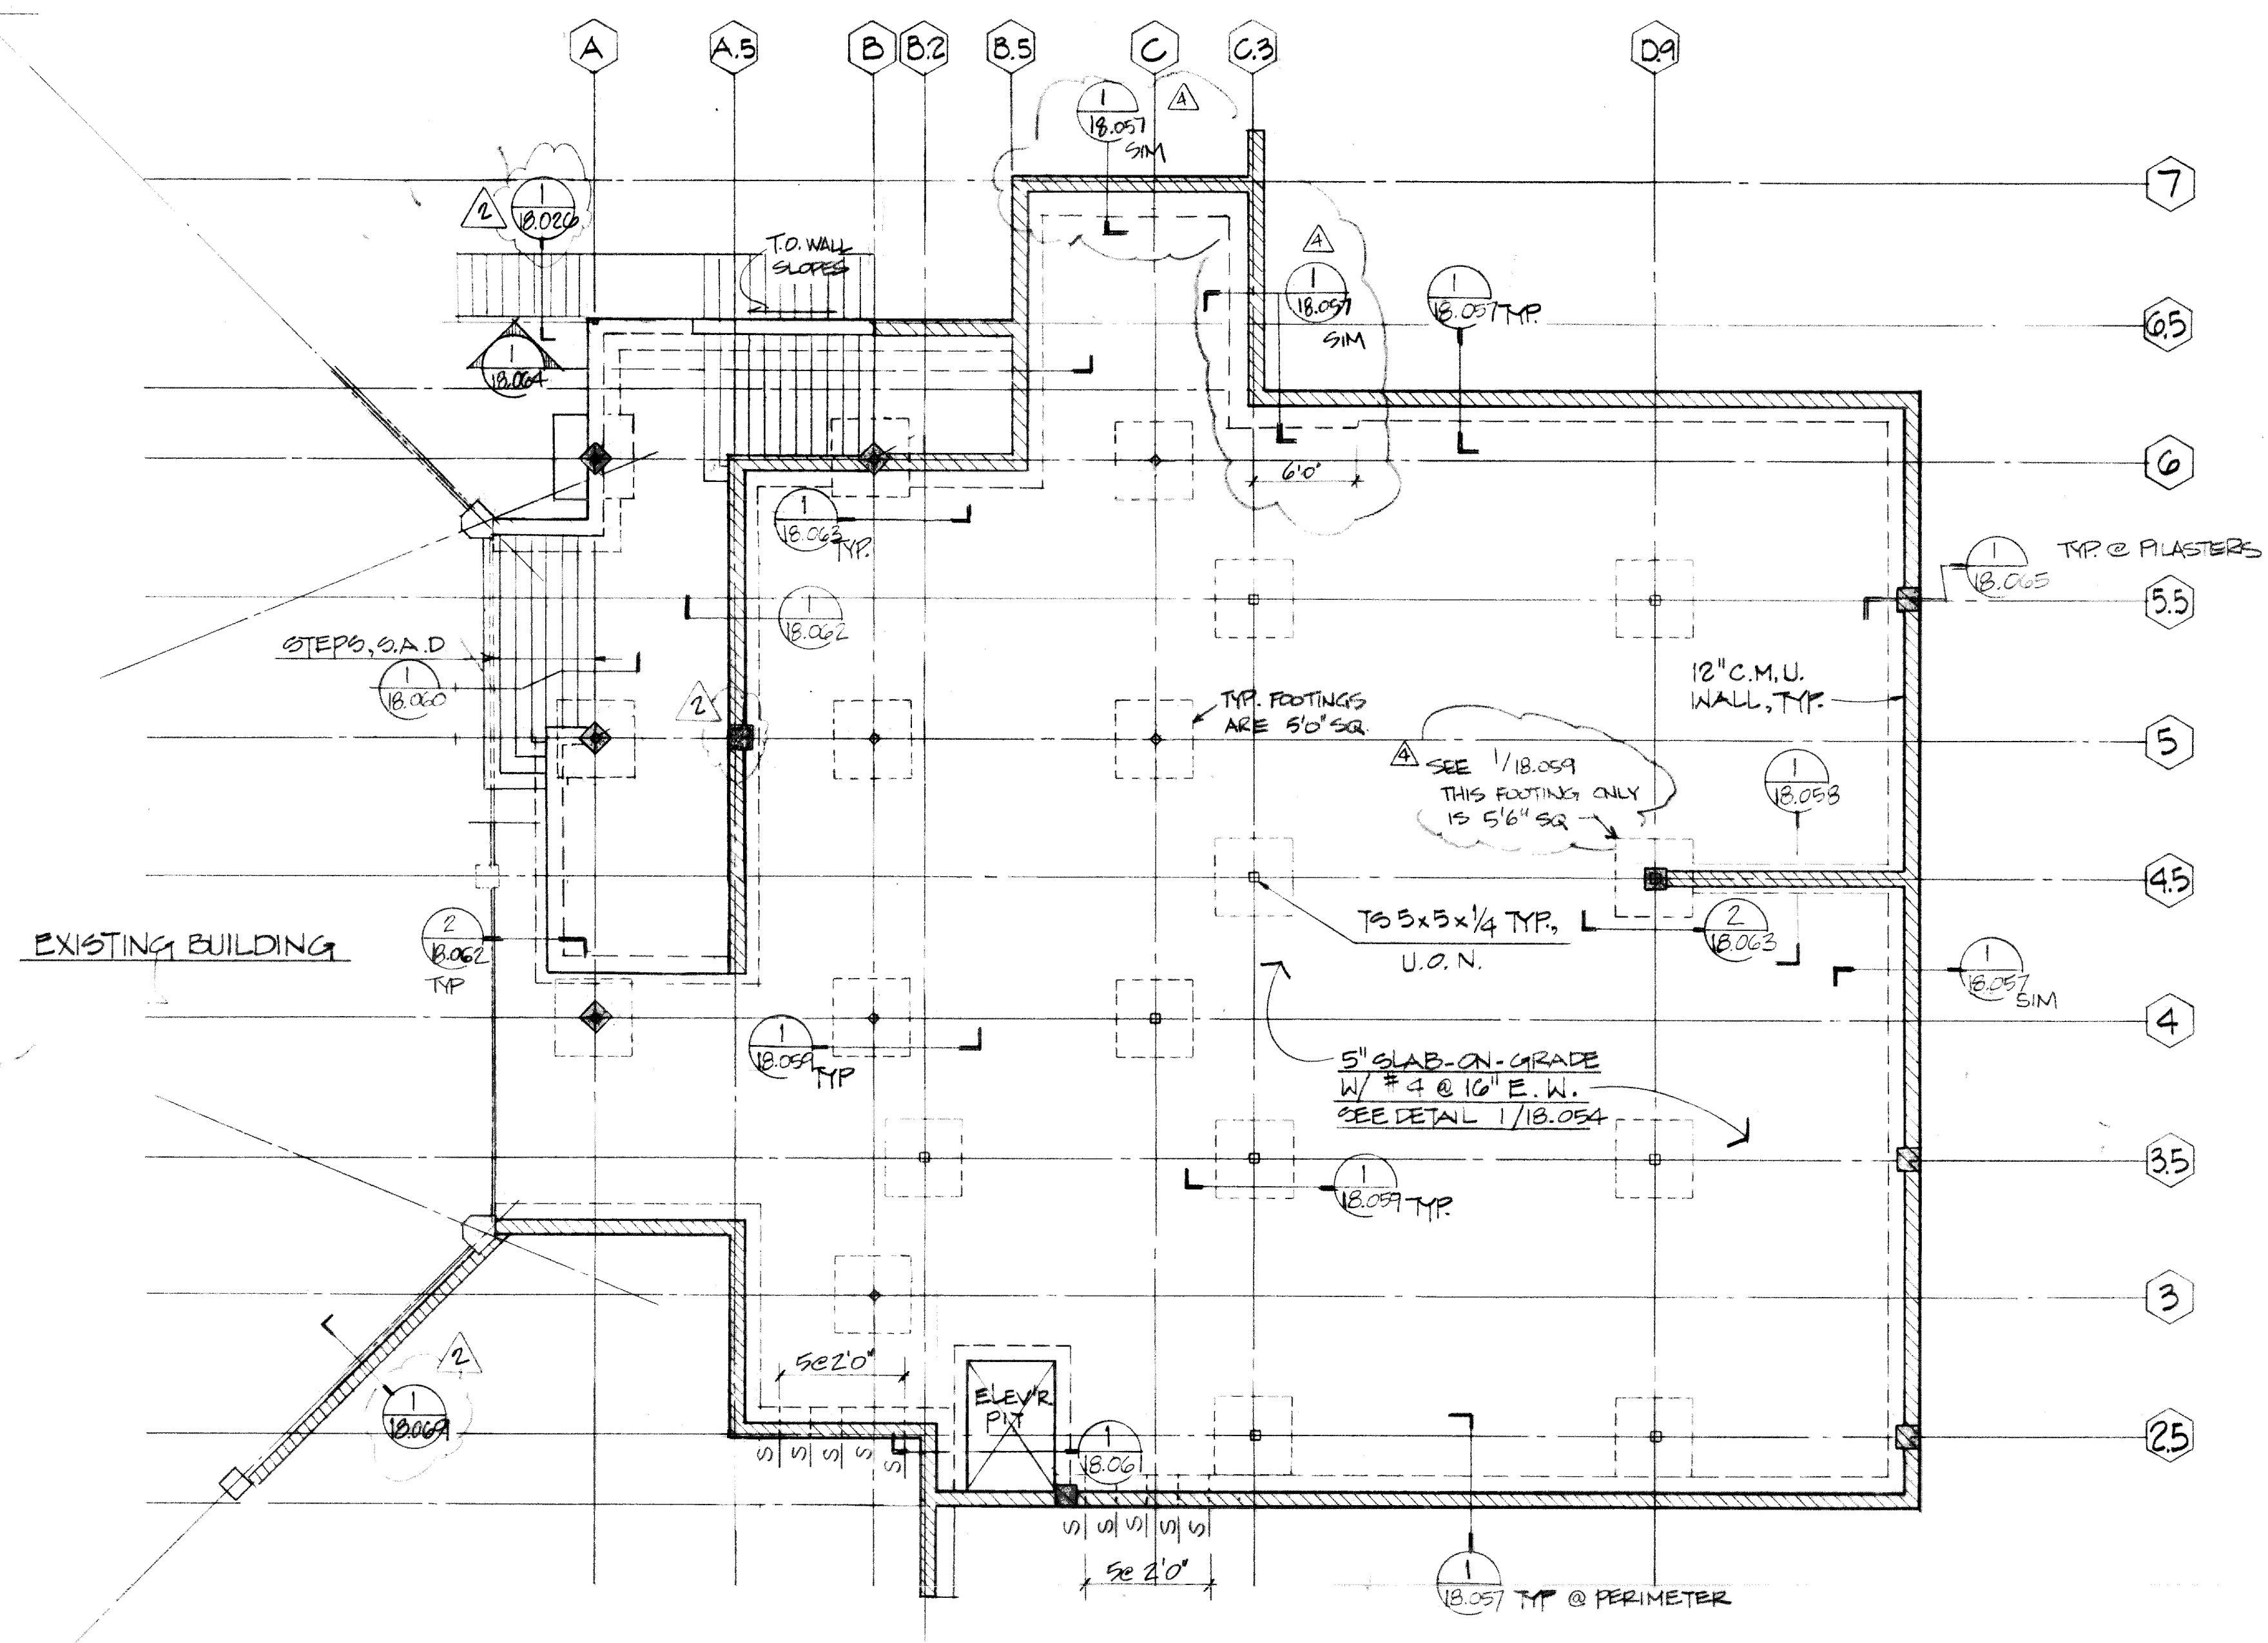 A
A.5
B
B.2
B.5
C
C.3
D.9
1
18.057
SIM
4
7
2
1
18.026
T.O. WALL
SLOPES
4
1
18.057
SIM
1
18.057 TYP.
6.5
1
18.064
6
6'0"
1
18.063
TYP.
1
18.065
TYP. @ PILASTERS
5.5
1
18.062
STEPS, S.A.D
1
18.060
2
12" C.M.U.
WALL, TYP.
TYP. FOOTINGS
ARE 5'0" SQ.
5
4
SEE 1/18.059
THIS FOOTING ONLY
IS 5'6" SQ
1
18.058
4.5
TS 5x5x1/4 TYP.,
U.O.N.
2
18.063
2
18.062
TYP
EXISTING BUILDING
1
18.057
SIM
4
1
18.059
TYP
5" SLAB-ON-GRADE
W/ #4 @ 16" E.W.
SEE DETAIL 1/18.054
3.5
1
18.059 TYP.
3
2
1
18.069
5@2'0"
ELEV'R
PIT
1
18.06
2.5
S S S S S
S S S S S
5@ 2'0"
1
18.057 TYP @ PERIMETER